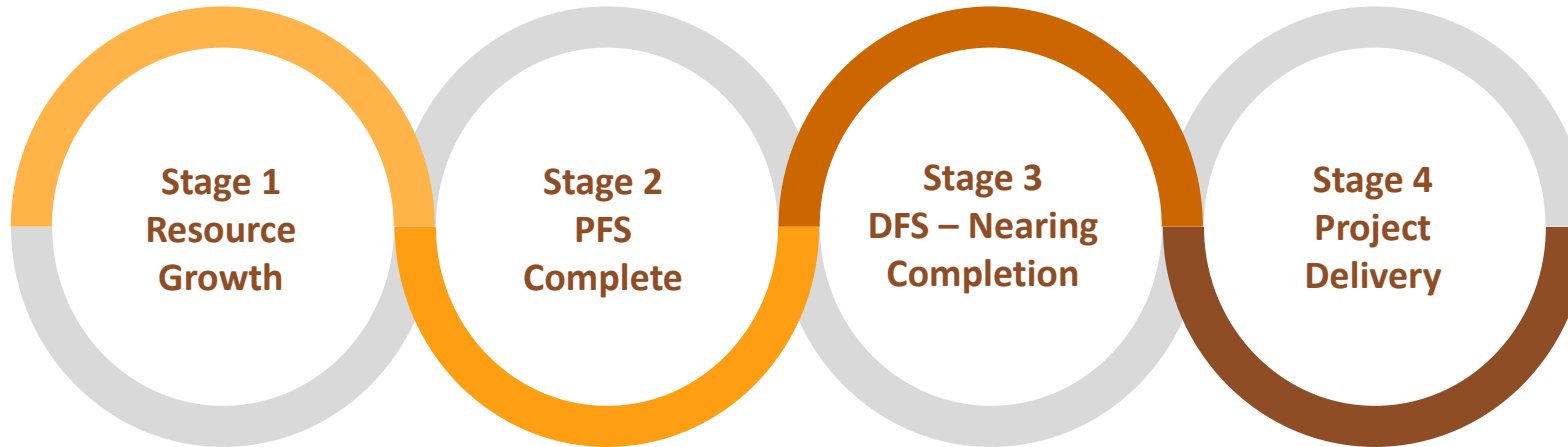 Stage 1
Resource
Growth
Stage 2
PFS
Complete
Stage 3
DFS – Nearing
Completion
Stage 4
Project
Delivery